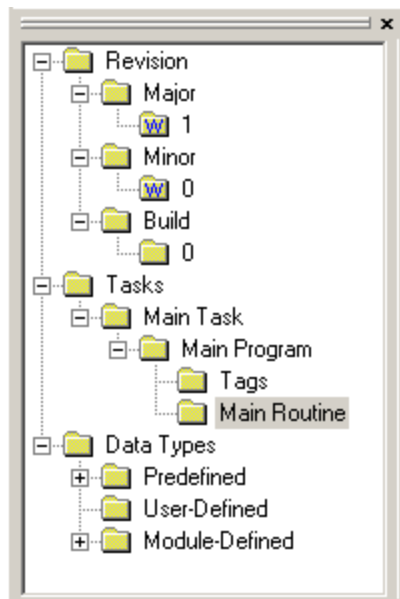 Revision
Major
W 1
Minor
W 0
Build
0
Tasks
Main Task
Main Program
Tags
Main Routine
Data Types
Predefined
User-Defined
Module-Defined